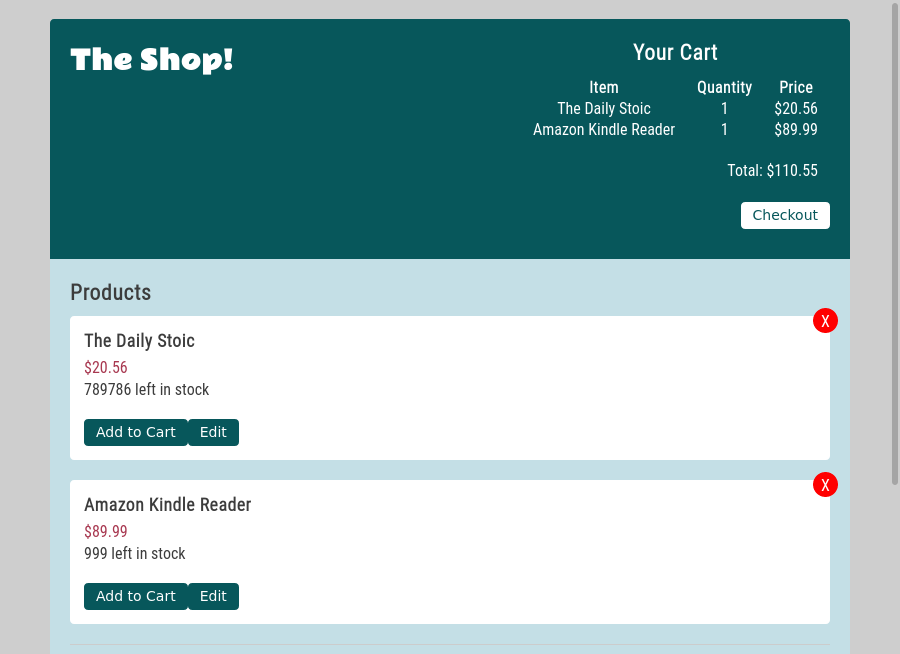 The Shop!
Your Cart
Item Quantity Price
The Daily Stoic 1 $20.56
Amazon Kindle Reader 1 $89.99
Total: $110.55
Checkout
Products
X
The Daily Stoic
$20.56
789786 left in stock
Add to Cart Edit
X
Amazon Kindle Reader
$89.99
999 left in stock
Add to Cart Edit